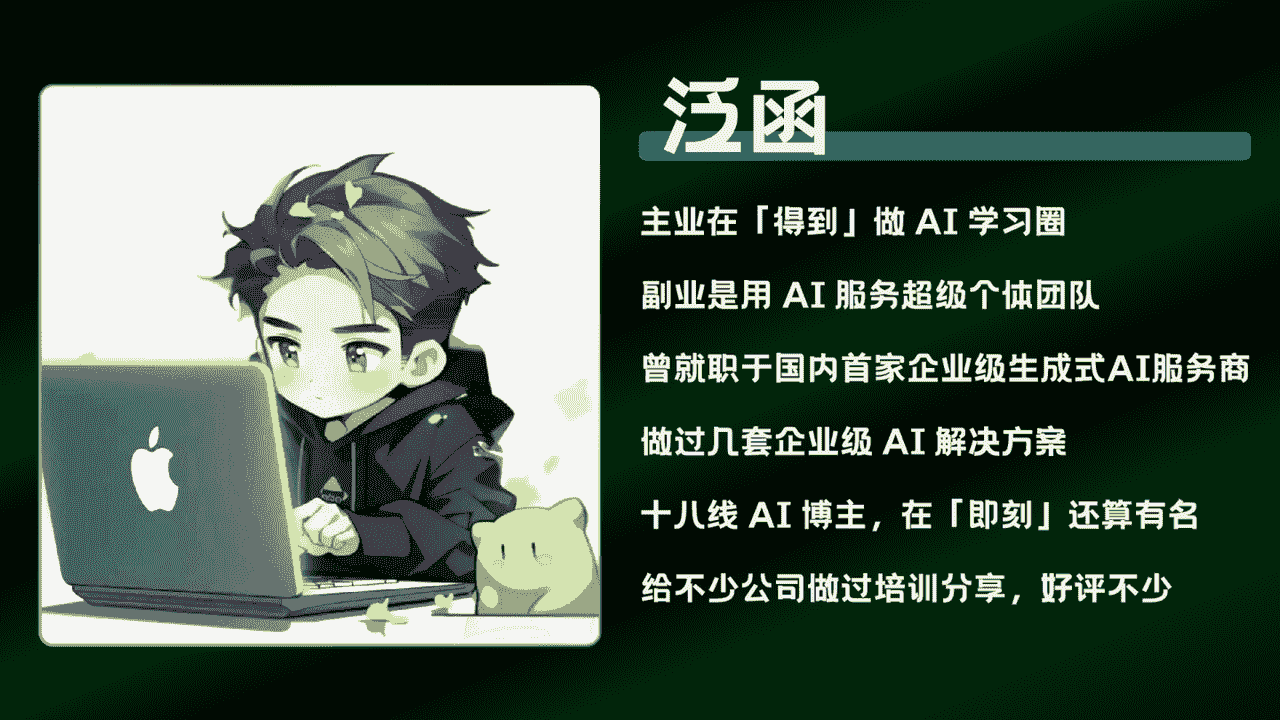 泛函
主业在「得到」做 AI 学习圈
副业是用 AI 服务超级个体团队
曾就职于国内首家企业级生成式AI服务商
做过几套企业级 AI 解决方案
十八线 AI 博主，在「即刻」还算有名
给不少公司做过培训分享，好评不少